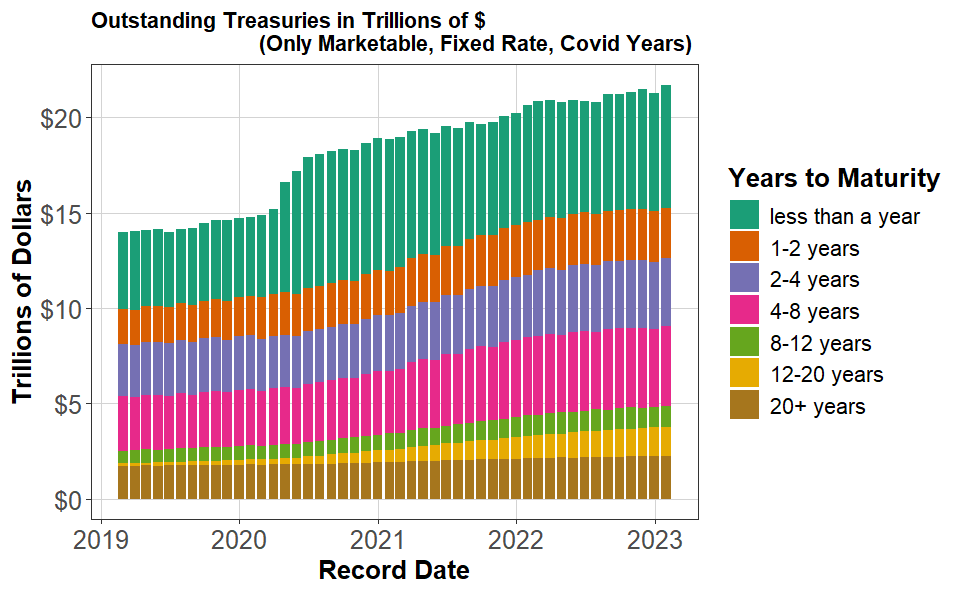 Outstanding Treasuries in Trillions of $
(Only Marketable, Fixed Rate, Covid Years)
Trillions of Dollars
$20
$15
$10
$5
$0
2019 2020 2021 2022 2023
Record Date
Years to Maturity
less than a year
1-2 years
2-4 years
4-8 years
8-12 years
12-20 years
20+ years